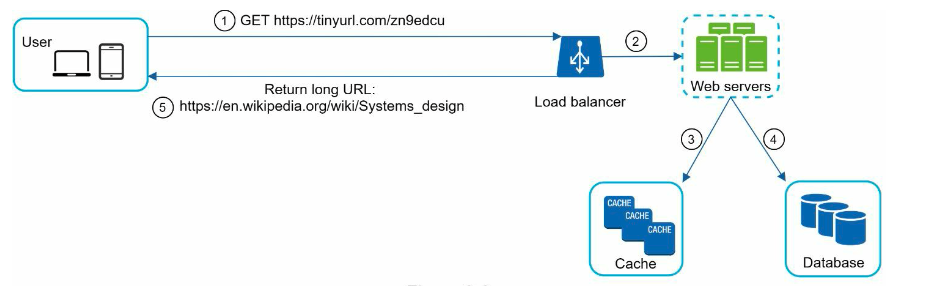 1 GET https://tinyurl.com/zn9edcu
User
2
Web servers
Load balancer
Return long URL:
5 https://en.wikipedia.org/wiki/Systems_design
3
4
CACHE
CACHE
CACHE
Cache
Database